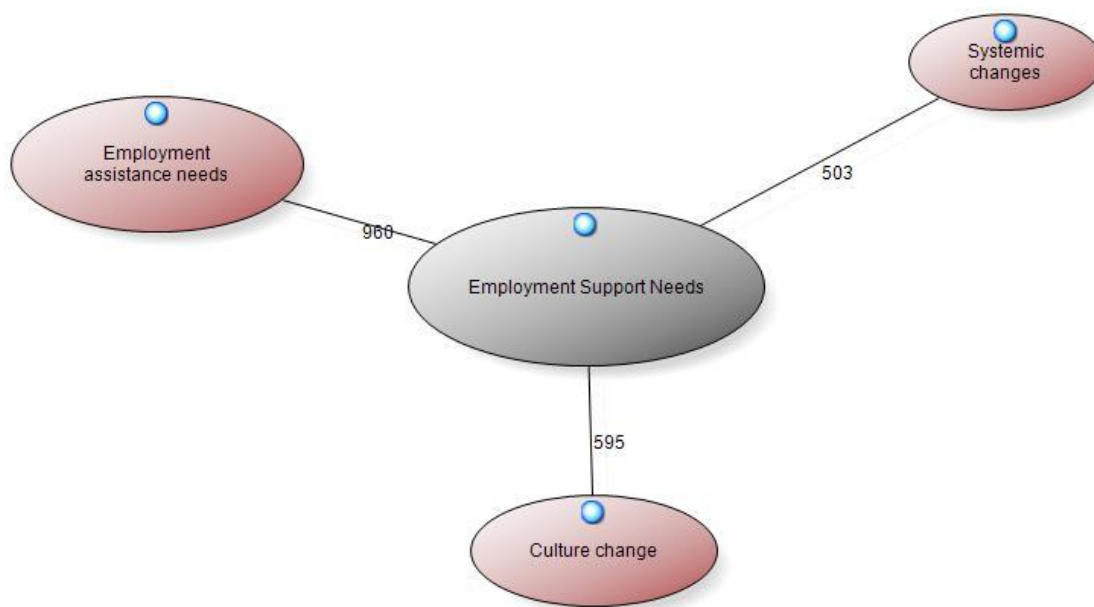 Systemic
changes
Employment
assistance needs
503
960
Employment Support Needs
595
Culture change